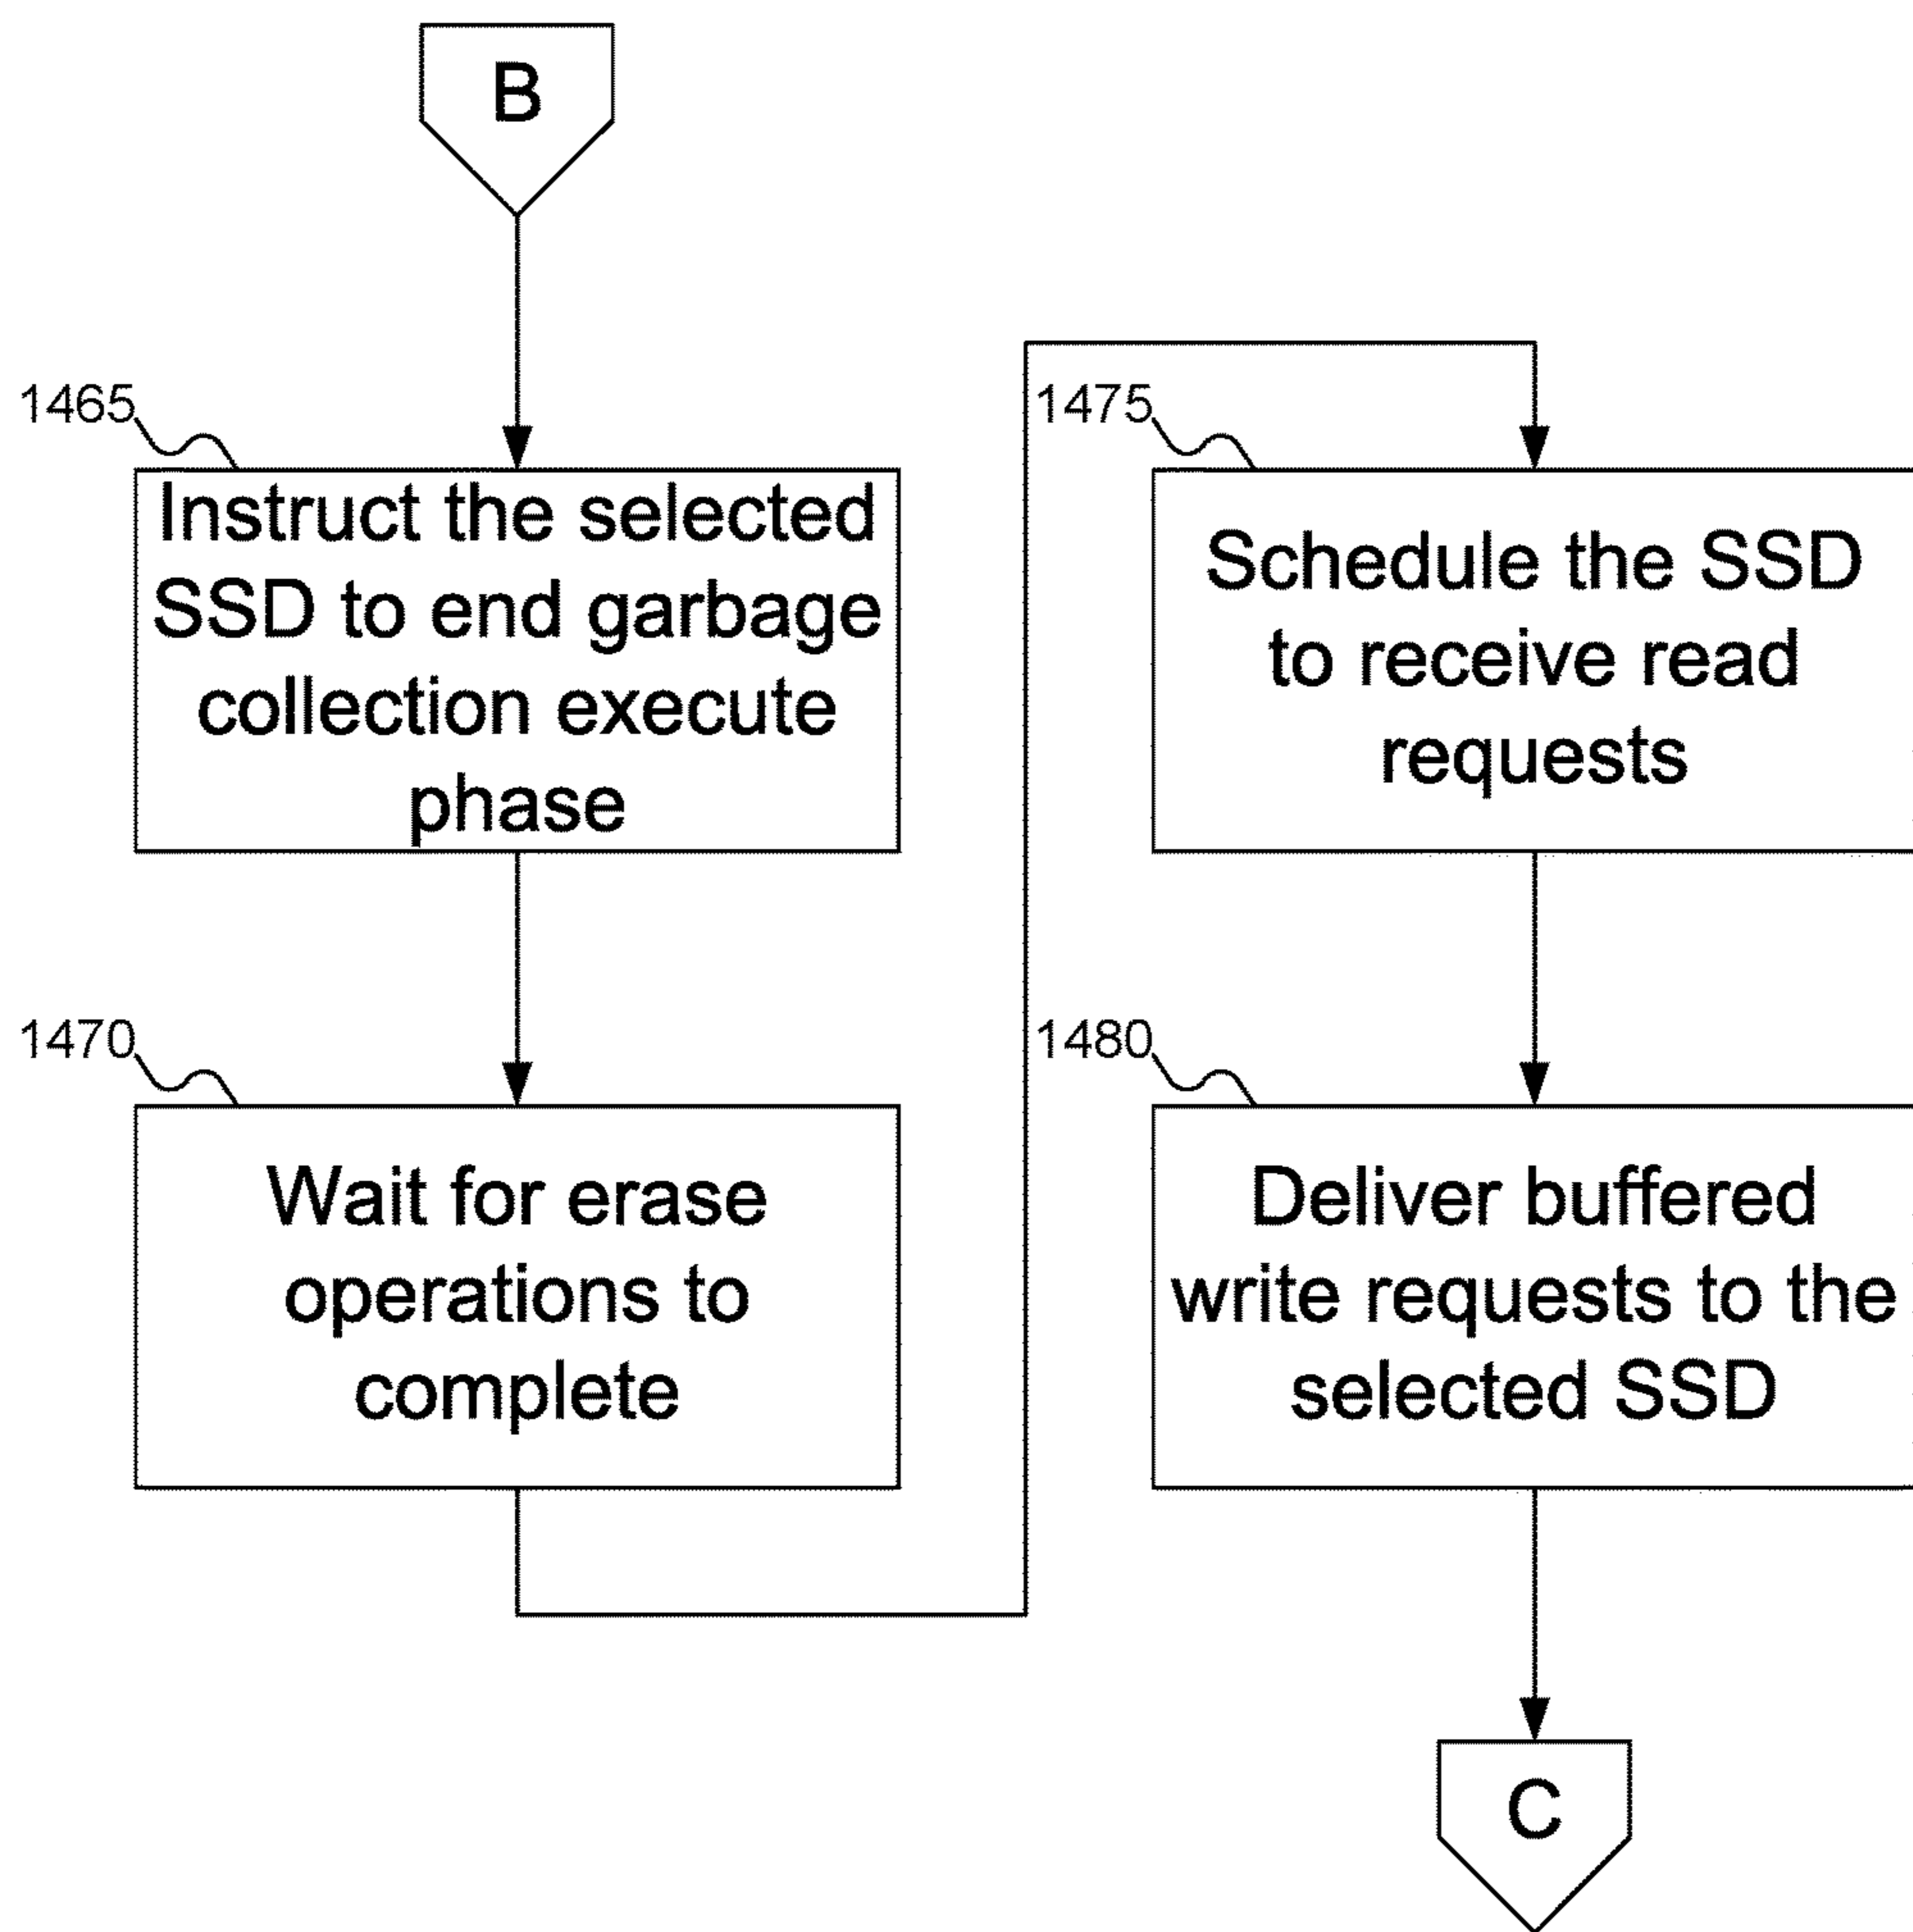 B
1465
Instruct the selected
SSD to end garbage
collection execute
phase
1470
Wait for erase
operations to
complete
1475
Schedule the SSD
to receive read
requests
1480
Deliver buffered
write requests to the
selected SSD
C